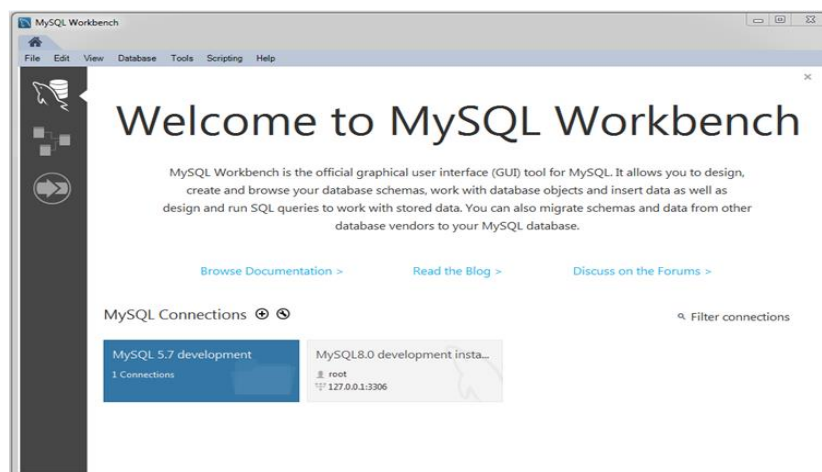 MySQL Workbench
File Edit View Database Tools Scripting Help
Welcome to MySQL Workbench
MySQL Workbench is the official graphical user interface (GUI) tool for MySQL. It allows you to design,
create and browse your database schemas, work with database objects and insert data as well as
design and run SQL queries to work with stored data. You can also migrate schemas and data from other
database vendors to your MySQL database.
Browse Documentation > Read the Blog > Discuss on the Forums >
MySQL Connections Filter connections
MySQL 5.7 development
1 Connections
MySQL8.0 development insta...
root
127.0.0.1:3306